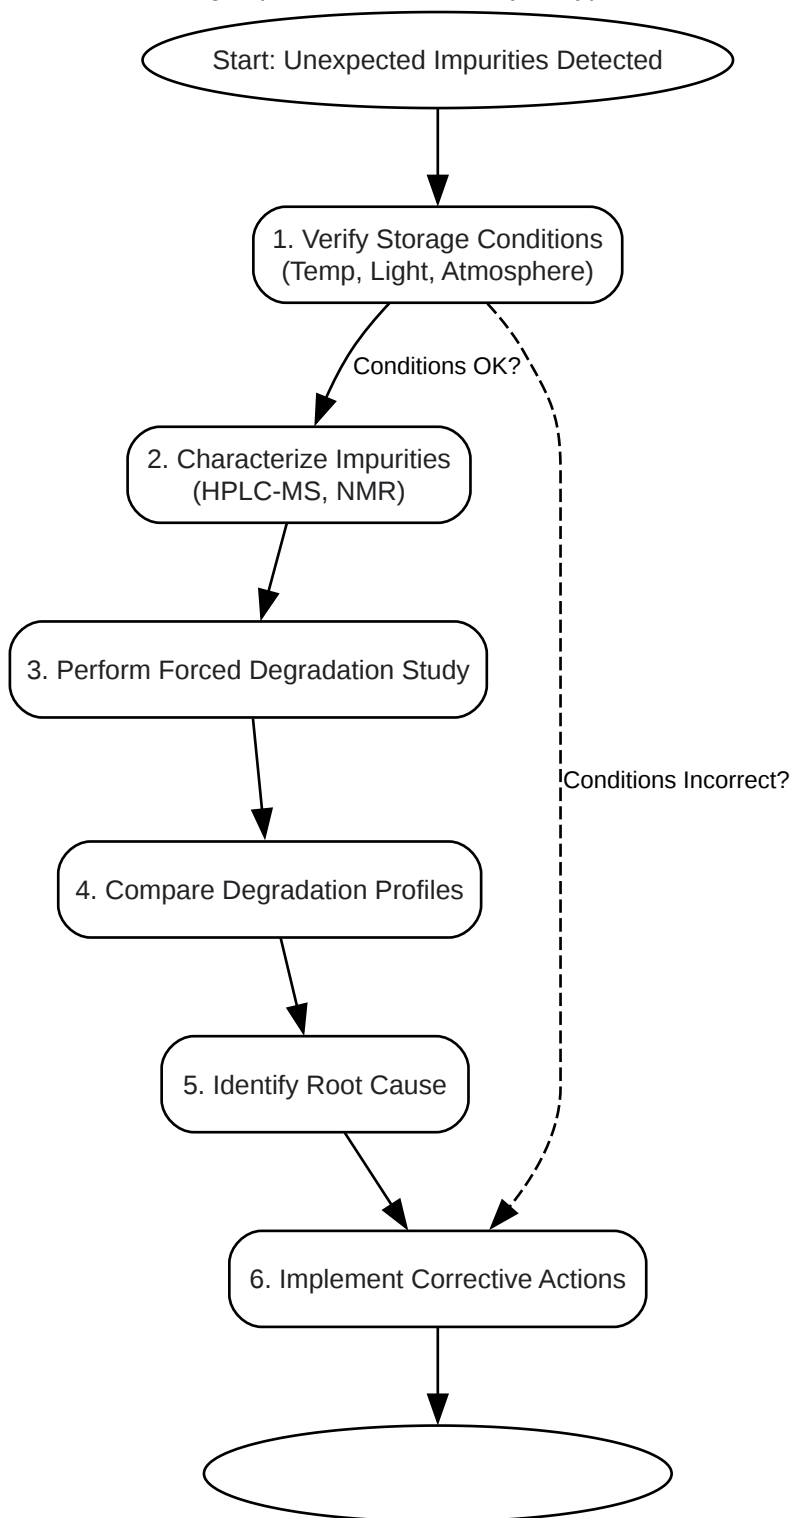 Start: Unexpected Impurities Detected
1. Verify Storage Conditions
(Temp, Light, Atmosphere)
Conditions OK?
2. Characterize Impurities
(HPLC-MS, NMR)
3. Perform Forced Degradation Study
Conditions Incorrect?
4. Compare Degradation Profiles
5. Identify Root Cause
6. Implement Corrective Actions